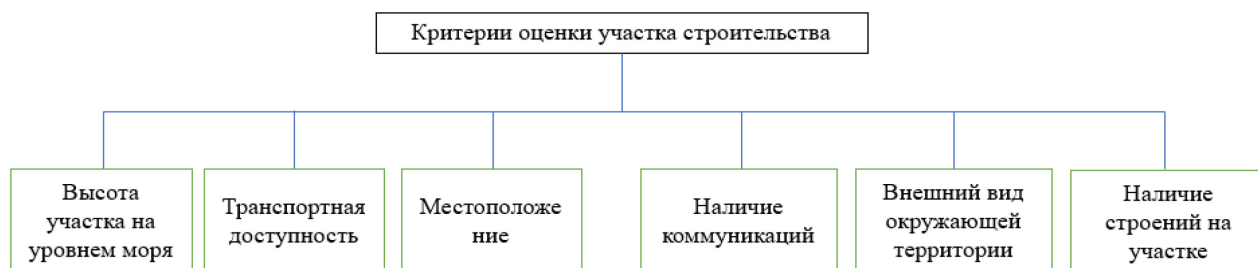 Критерии оценки участка строительства
Высота
участка на
уровнем моря
Транспортная
доступность
Местоположе
ние
Наличие
коммуникаций
Внешний вид
окружающей
территории
Наличие
строений на
участке